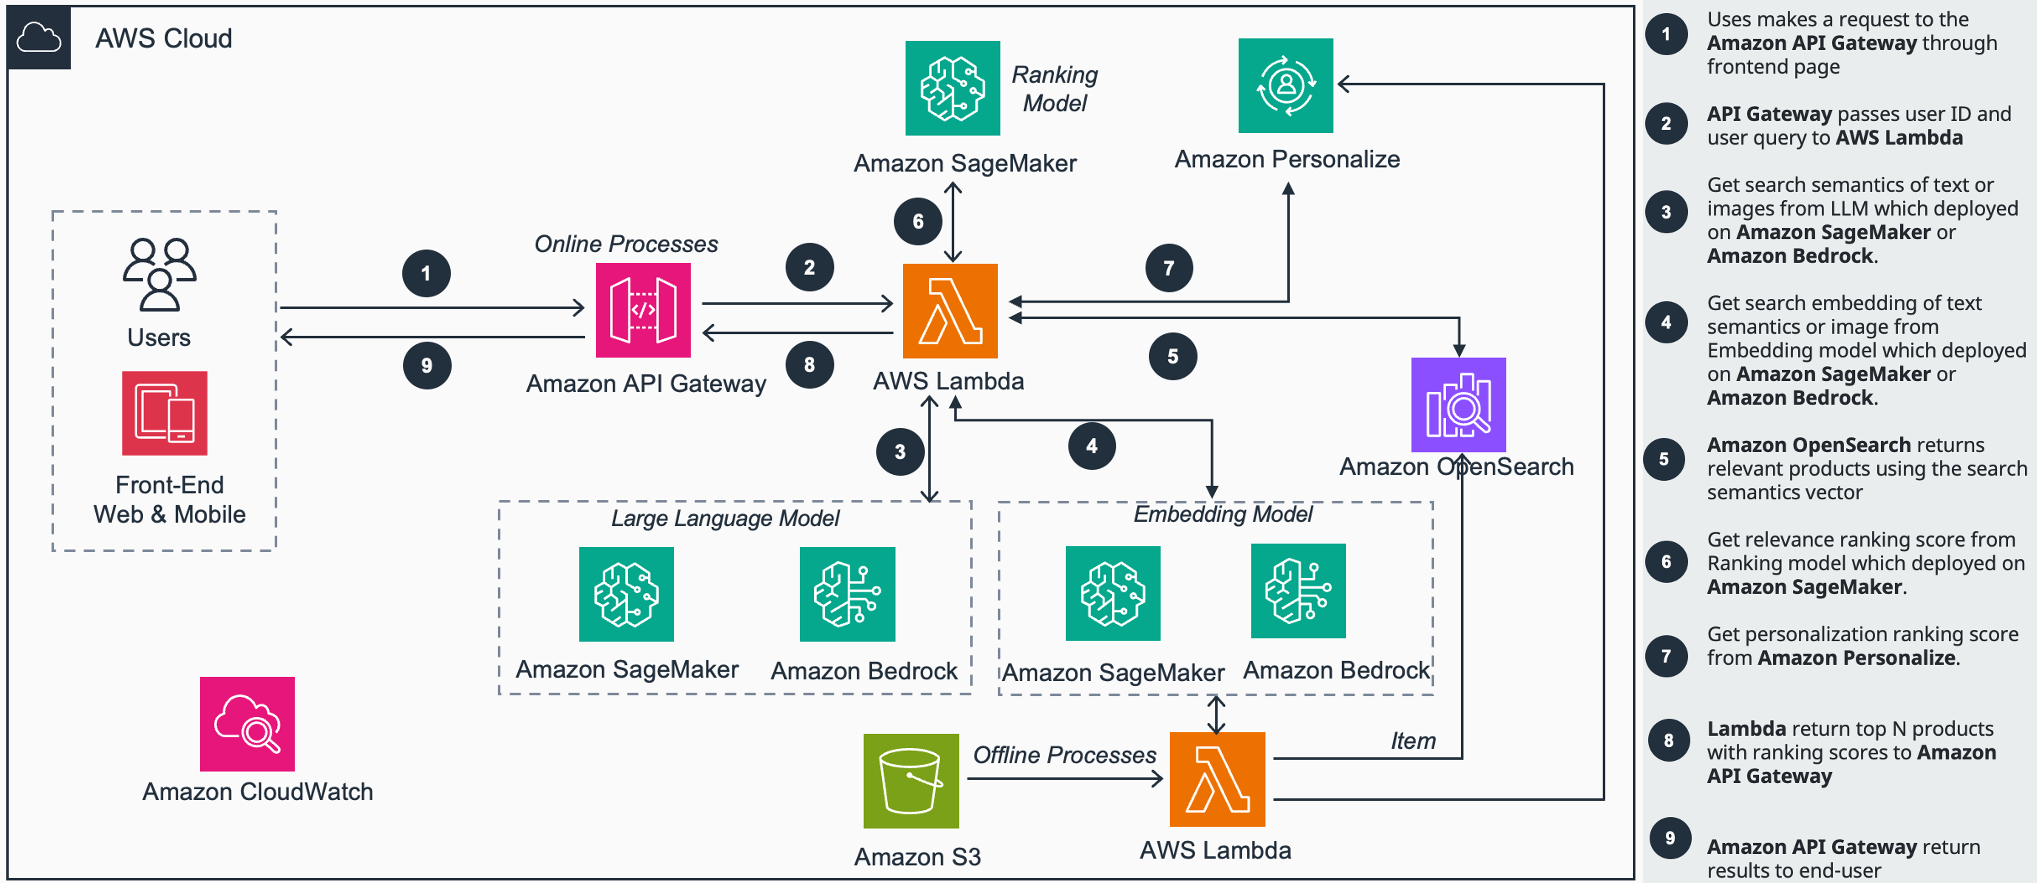 AWS Cloud
Ranking
Model
Amazon SageMaker
Amazon Personalize
6
Users
Front-End
Web & Mobile
1
9
Online Processes
Amazon API Gateway
2
8
AWS Lambda
7
5
Amazon OpenSearch
3
4
Large Language Model
Amazon SageMaker
Amazon Bedrock
Embedding Model
Amazon SageMaker
Amazon Bedrock
Amazon CloudWatch
Amazon S3
Offline Processes
AWS Lambda
Item
1
Uses makes a request to the
Amazon API Gateway through
frontend page
2
API Gateway passes user ID and
user query to AWS Lambda
3
Get search semantics of text or
images from LLM which deployed
on Amazon SageMaker or
Amazon Bedrock.
4
Get search embedding of text
semantics or image from
Embedding model which deployed
on Amazon SageMaker or
Amazon Bedrock.
5
Amazon OpenSearch returns
relevant products using the search
semantics vector
6
Get relevance ranking score from
Ranking model which deployed on
Amazon SageMaker.
7
Get personalization ranking score
from Amazon Personalize.
8
Lambda return top N products
with ranking scores to Amazon
API Gateway
9
Amazon API Gateway return
results to end-user